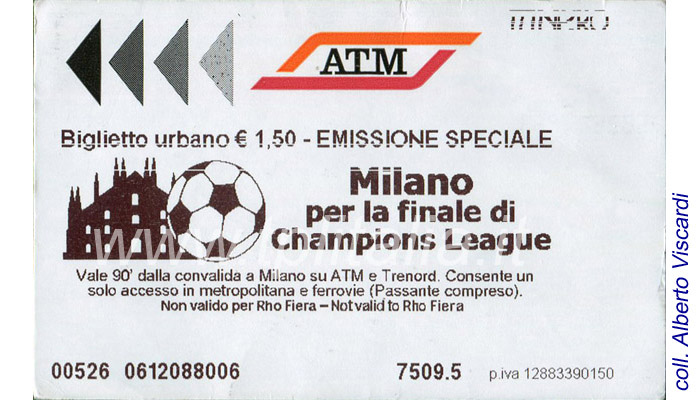 ATM
Biglietto urbano € 1,50 - EMISSIONE SPECIALE
Milano
per la finale di
Champions League
Vale 90' dalla convalida a Milano su ATM e Trenord. Consente un
solo accesso in metropolitana e ferrovie (Passante compreso).
Non valido per Rho Fiera – Not valid to Rho Fiera
00526 0612088006 7509.5 p.iva 12883390150
coll. Alberto Viscardi